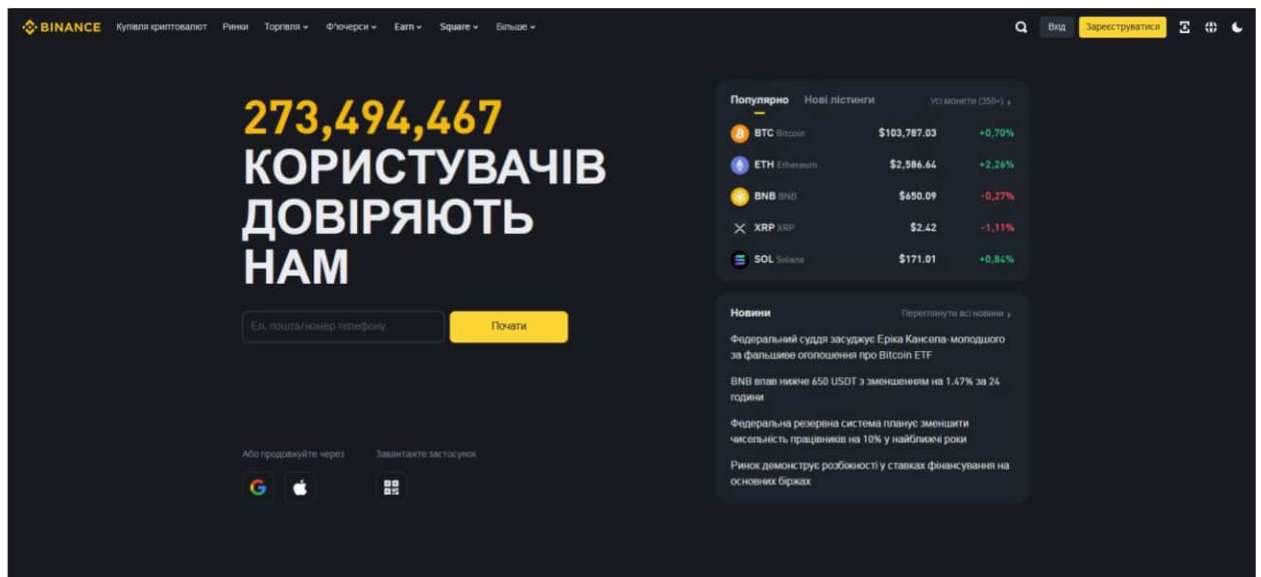 BINANCE Купівля криптовалют Ринки Торгівля Ф'ючерси Earn Square Більше Вхід Зареєструватися
273,494,467
КОРИСТУВАЧІВ
ДОВІРЯЮТЬ
НАМ
Ел. пошта/номер телефону Почати
Або продовжуйте через Завантажте застосунок
Популярно Нові лістинги Усі монети (350+)
BTC Bitcoin $103,787.03 +0,70%
ETH Ethereum $2,586.64 +2,26%
BNB BNB $650.09 -0,27%
XRP XRP $2.42 -1,11%
SOL Solana $171.01 +0,84%
Новини Переглянути всі новини
Федеральний суддя засуджує Еріка Кансела-молодшого
за фальшиве оголошення про Bitcoin ETF
BNB впав нижче 650 USDT з зменшенням на 1.47% за 24
години
Федеральна резервна система планує зменшити
чисельність працівників на 10% у найближчі роки
Ринок демонструє розбіжності у ставках фінансування на
основних біржах